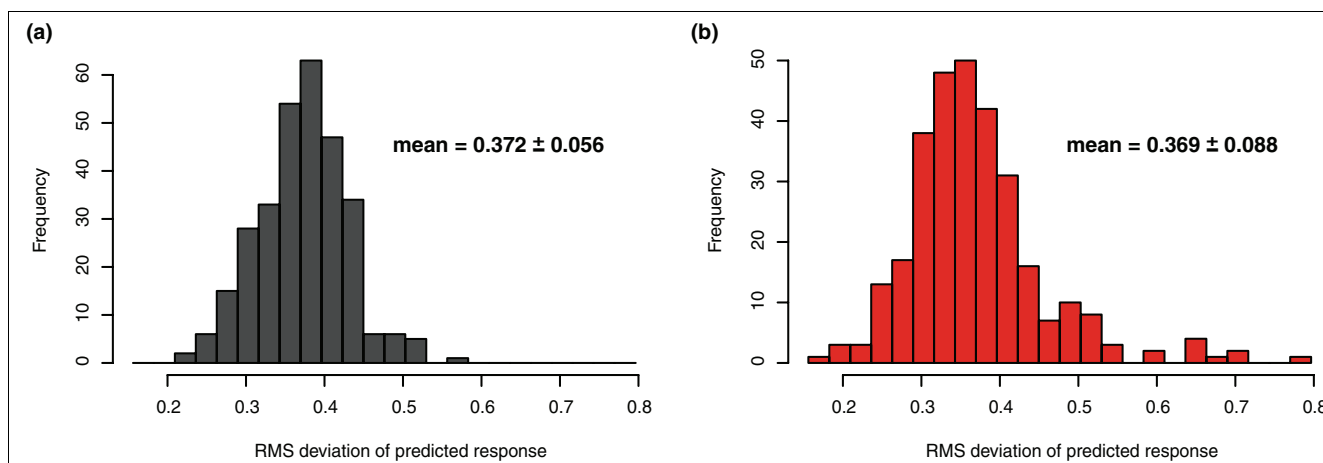 (a)
60
50
40
30
20
10
0
Frequency
mean = 0.372 ± 0.056
0.2 0.3 0.4 0.5 0.6 0.7 0.8
RMS deviation of predicted response
(b)
50
40
30
20
10
0
Frequency
mean = 0.369 ± 0.088
0.2 0.3 0.4 0.5 0.6 0.7 0.8
RMS deviation of predicted response